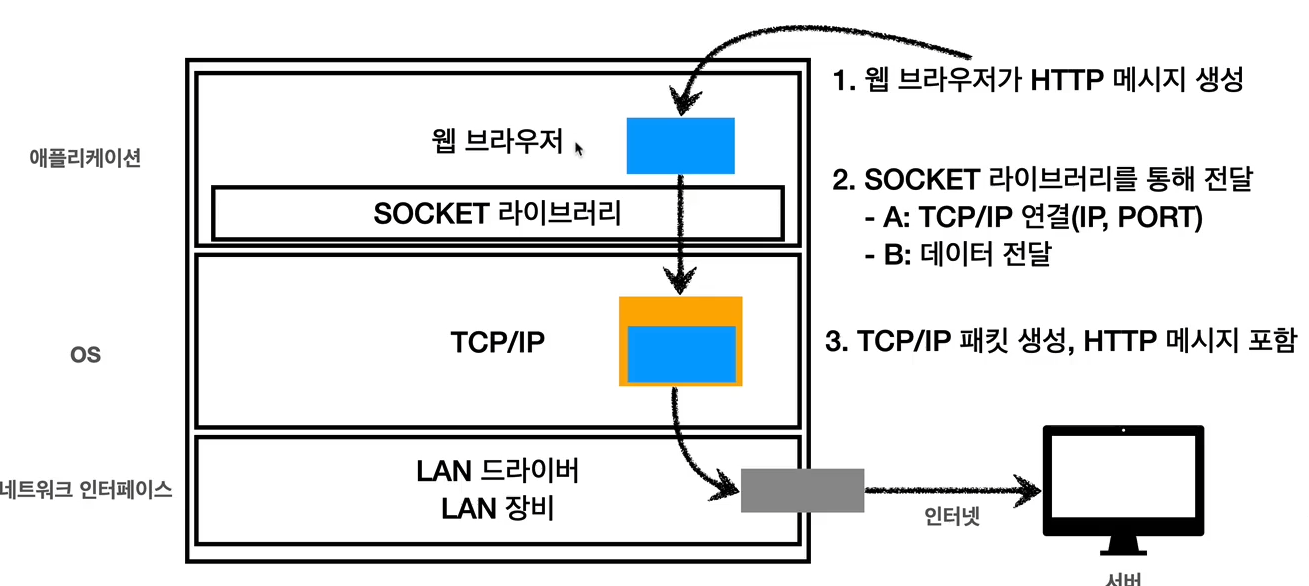 1. 웹 브라우저가 HTTP 메시지 생성
웹 브라우저
애플리케이션
2. SOCKET 라이브러리를 통해 전달
SOCKET 라이브러리
- A: TCP/IP 연결(IP, PORT)
- B: 데이터 전달
TCP/IP
3. TCP/IP 패킷 생성, HTTP 메시지 포함
OS
LAN 드라이버
네트워크 인터페이스
LAN 장비
인터넷
서버